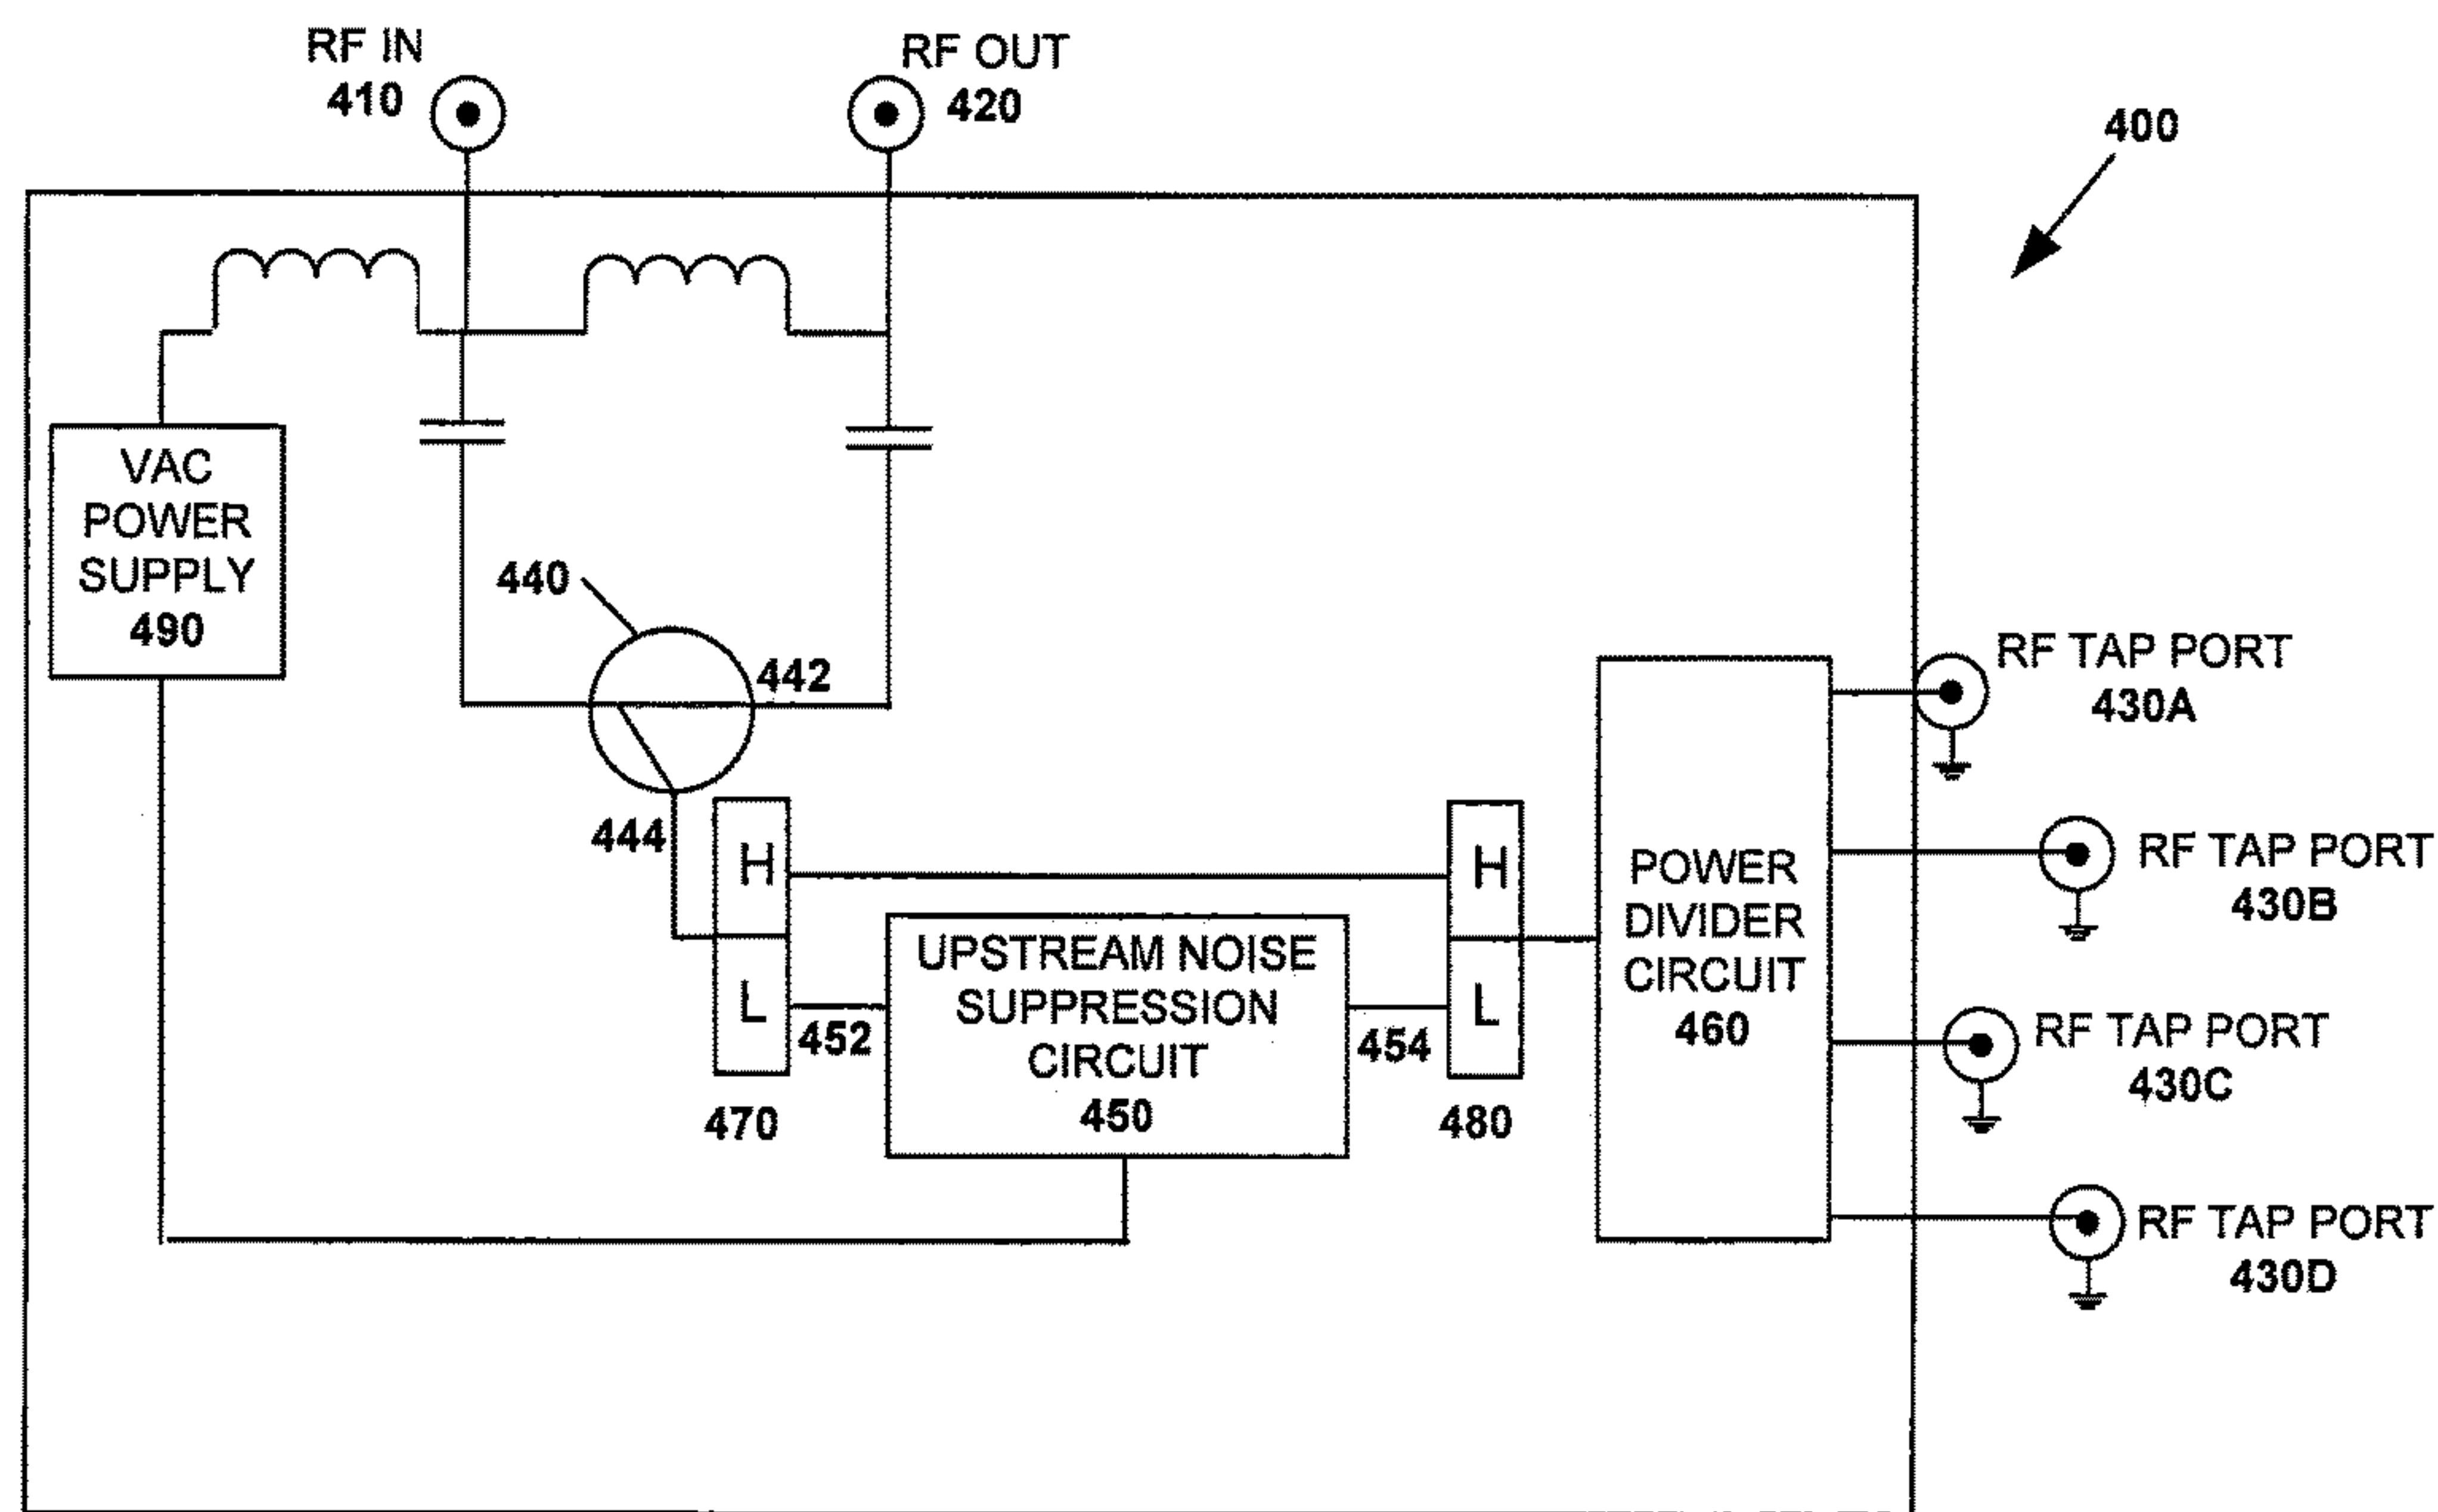 RF IN
410
RF OUT
420
400
VAC
POWER
SUPPLY
490
440
442
444
H
L
470
452
UPSTREAM NOISE
SUPPRESSION
CIRCUIT
450
454
H
L
480
POWER
DIVIDER
CIRCUIT
460
RF TAP PORT
430A
RF TAP PORT
430B
RF TAP PORT
430C
RF TAP PORT
430D